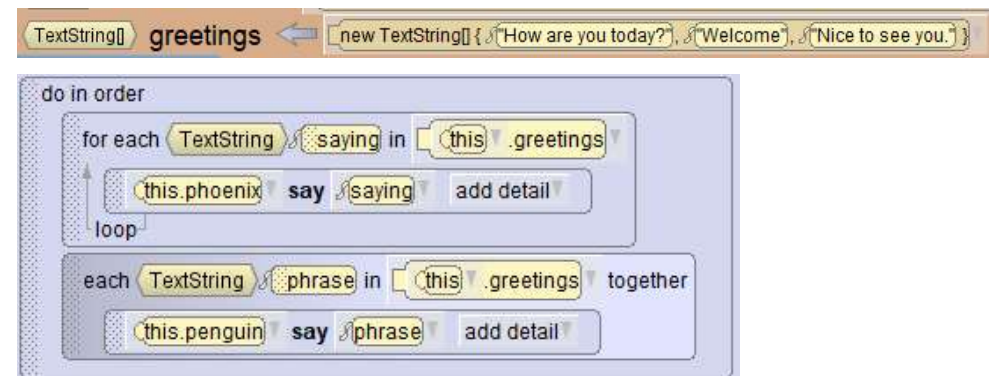 TextString[] greetings new TextString[] { "How are you today?", "Welcome", "Nice to see you." }
do in order
for each TextString saying in this .greetings
this.phoenix say saying add detail
loop
each TextString phrase in this .greetings together
this.penguin say phrase add detail